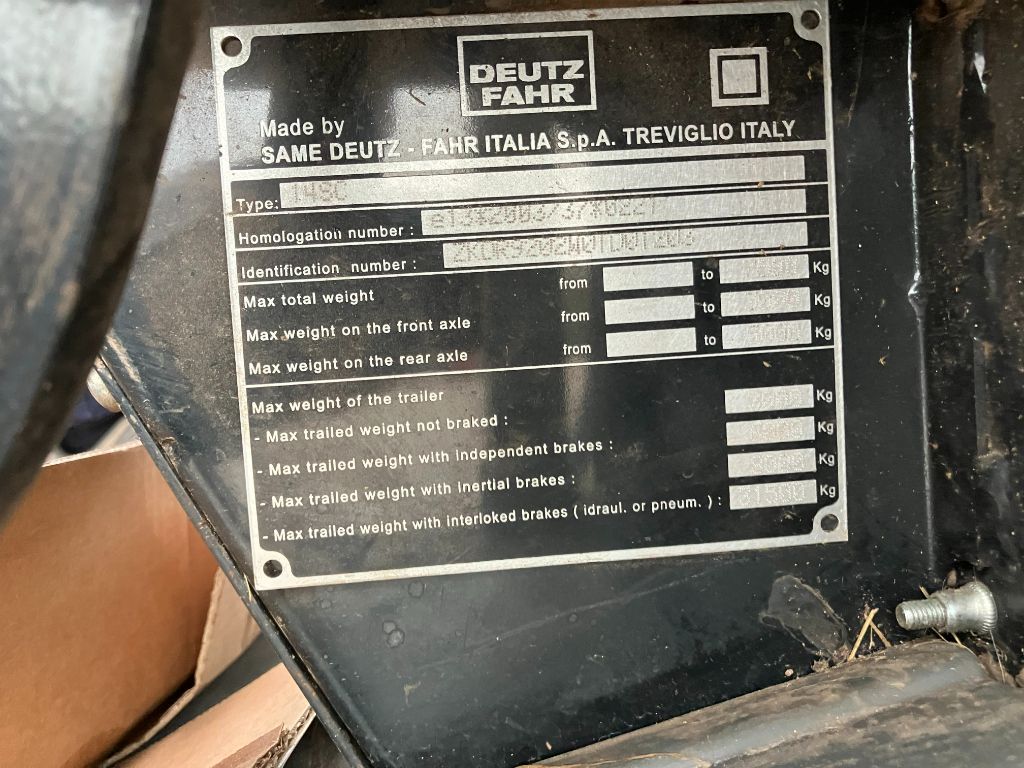 DEUTZ
FAHR
Made by
SAME DEUTZ - FAHR ITALIA S.p.A. TREVIGLIO ITALY
Type:
Homologation number :
Identification number :
Max total weight from to Kg
Max weight on the front axle from to Kg
Max weight on the rear axle from to Kg
Max weight of the trailer
- Max trailed weight not braked : Kg
- Max trailed weight with independent brakes : Kg
- Max trailed weight with inertial brakes : Kg
- Max trailed weight with interloked brakes ( idraul. or pneum. ) : Kg